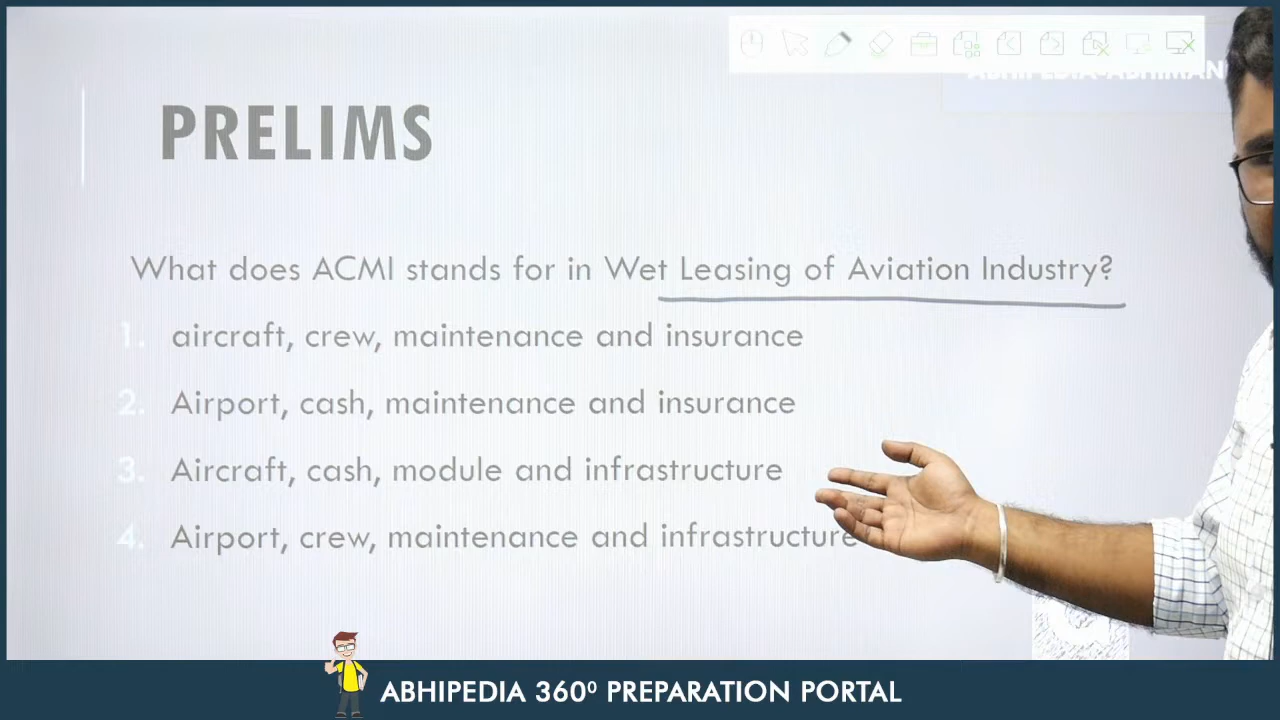 ABHIPEDIA-ABHIMAN
PRELIMS
What does ACMI stands for in Wet Leasing of Aviation Industry?
1. aircraft, crew, maintenance and insurance
2. Airport, cash, maintenance and insurance
3. Aircraft, cash, module and infrastructure
4. Airport, crew, maintenance and infrastructure
ABHIPEDIA 360⁰ PREPARATION PORTAL